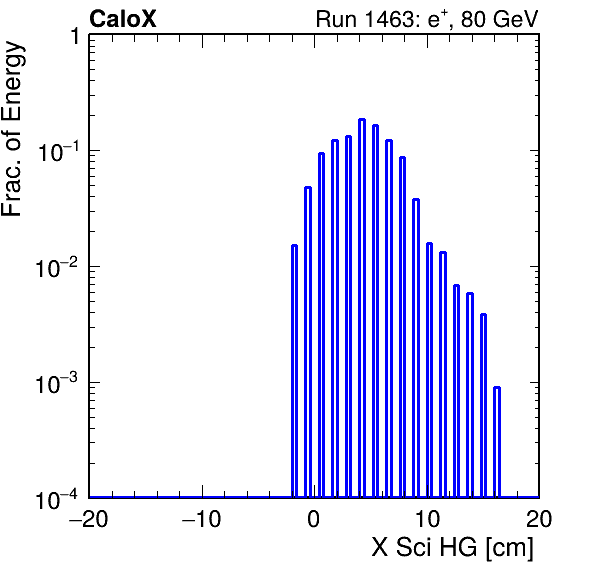 CaloX Run 1463: e⁺, 80 GeV
Frac. of Energy
1
10⁻¹
10⁻²
10⁻³
10⁻⁴
−20 −10 0 10 20
X Sci HG [cm]